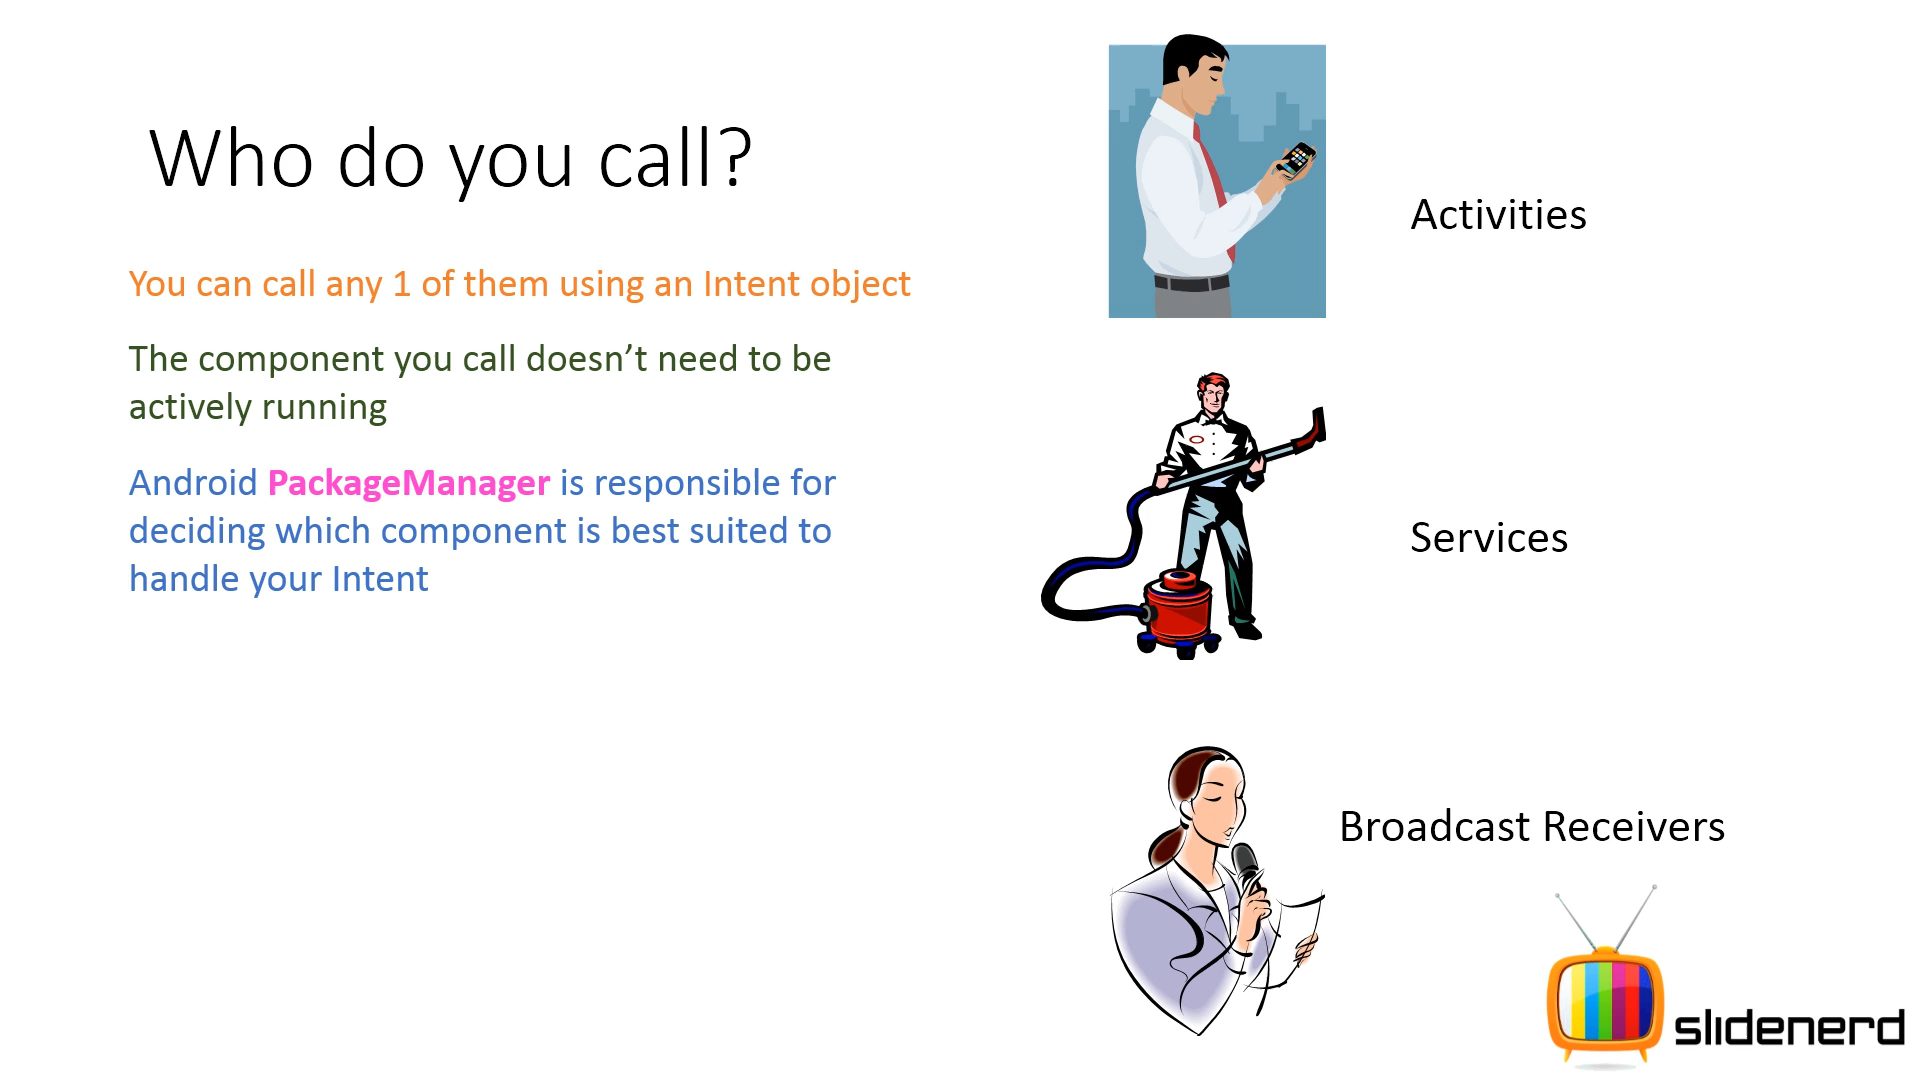 Who do you call?
You can call any 1 of them using an Intent object
The component you call doesn’t need to be
actively running
Android PackageManager is responsible for
deciding which component is best suited to
handle your Intent
Activities
Services
Broadcast Receivers
slidenerd